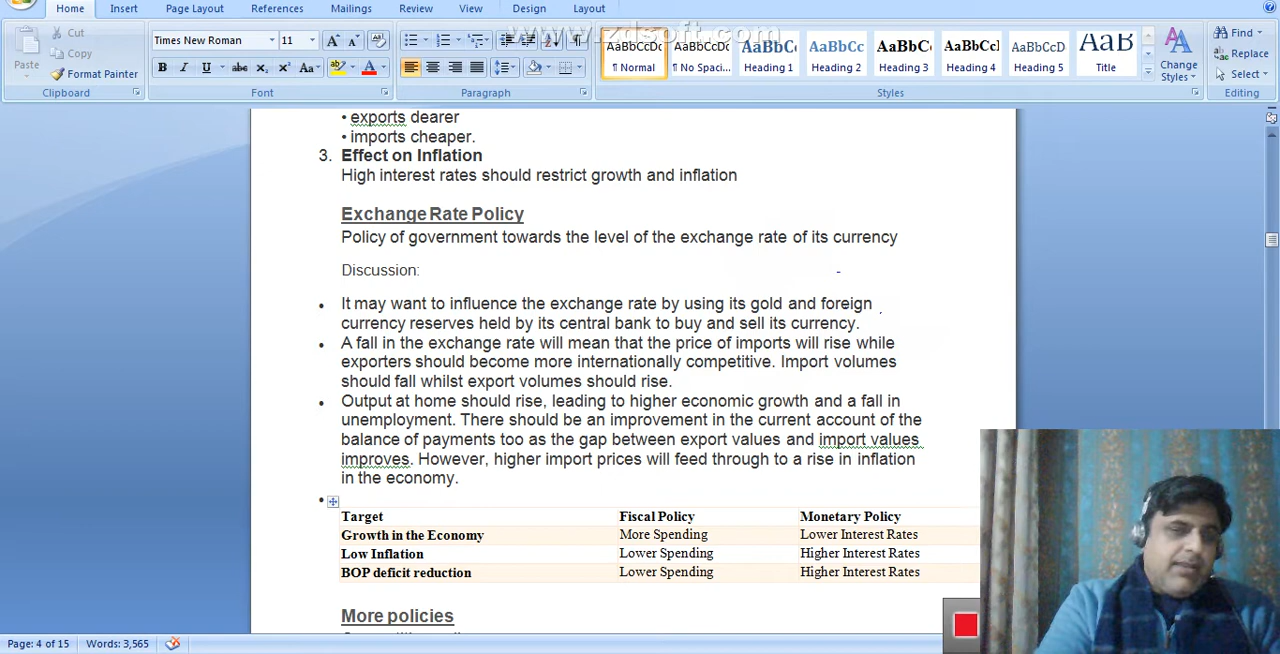 Home Insert Page Layout References Mailings Review View Design Layout
www.rzdsoft.com
Cut
Copy
Format Painter
Paste
Clipboard
Times New Roman 11
Font
Paragraph
AaBbCcDc AaBbCcDc AaBbC AaBbCc AaBbC AaBbCcI AaBbCcD AaB
¶ Normal ¶ No Spaci... Heading 1 Heading 2 Heading 3 Heading 4 Heading 5 Title
Change
Styles
Styles
Find
Replace
Select
Editing
• exports dearer
• imports cheaper.
3. Effect on Inflation
High interest rates should restrict growth and inflation
Exchange Rate Policy
Policy of government towards the level of the exchange rate of its currency
Discussion:
• It may want to influence the exchange rate by using its gold and foreign
currency reserves held by its central bank to buy and sell its currency.
• A fall in the exchange rate will mean that the price of imports will rise while
exporters should become more internationally competitive. Import volumes
should fall whilst export volumes should rise.
• Output at home should rise, leading to higher economic growth and a fall in
unemployment. There should be an improvement in the current account of the
balance of payments too as the gap between export values and import values
improves. However, higher import prices will feed through to a rise in inflation
in the economy.
•
Target Fiscal Policy Monetary Policy
Growth in the Economy More Spending Lower Interest Rates
Low Inflation Lower Spending Higher Interest Rates
BOP deficit reduction Lower Spending Higher Interest Rates
More policies
Page: 4 of 15 Words: 3,565